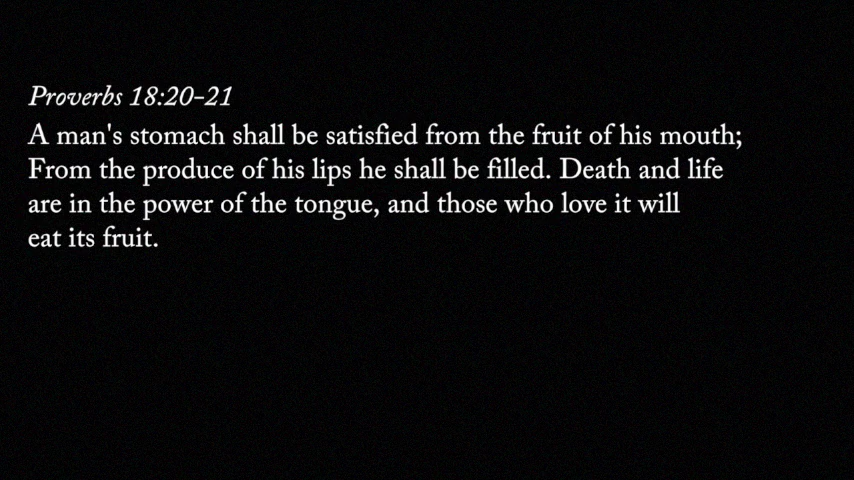 Proverbs 18:20-21
A man's stomach shall be satisfied from the fruit of his mouth;
From the produce of his lips he shall be filled. Death and life
are in the power of the tongue, and those who love it will
eat its fruit.